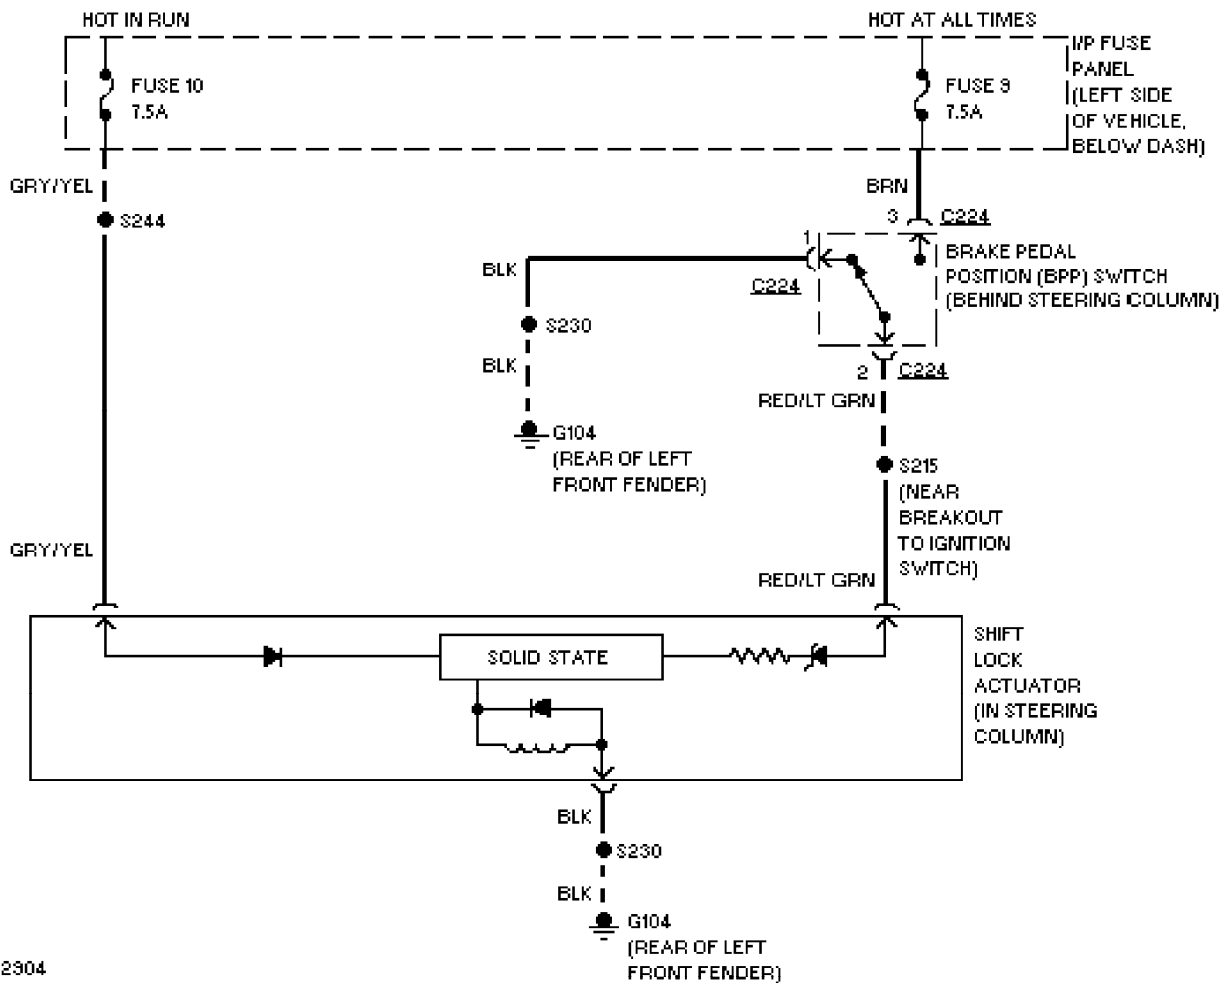 HOT IN RUN
HOT AT ALL TIMES
FUSE 10
7.5A
FUSE 9
7.5A
I/P FUSE
PANEL
(LEFT SIDE
OF VEHICLE,
BELOW DASH)
GRY/YEL
S244
BRN
3
C224
1
C224
BRAKE PEDAL
POSITION (BPP) SWITCH
(BEHIND STEERING COLUMN)
BLK
S230
BLK
G104
(REAR OF LEFT
FRONT FENDER)
2
C224
RED/LT GRN
S215
(NEAR
BREAKOUT
TO IGNITION
SWITCH)
GRY/YEL
RED/LT GRN
SOLID STATE
SHIFT
LOCK
ACTUATOR
(IN STEERING
COLUMN)
BLK
S230
BLK
G104
(REAR OF LEFT
FRONT FENDER)
2904